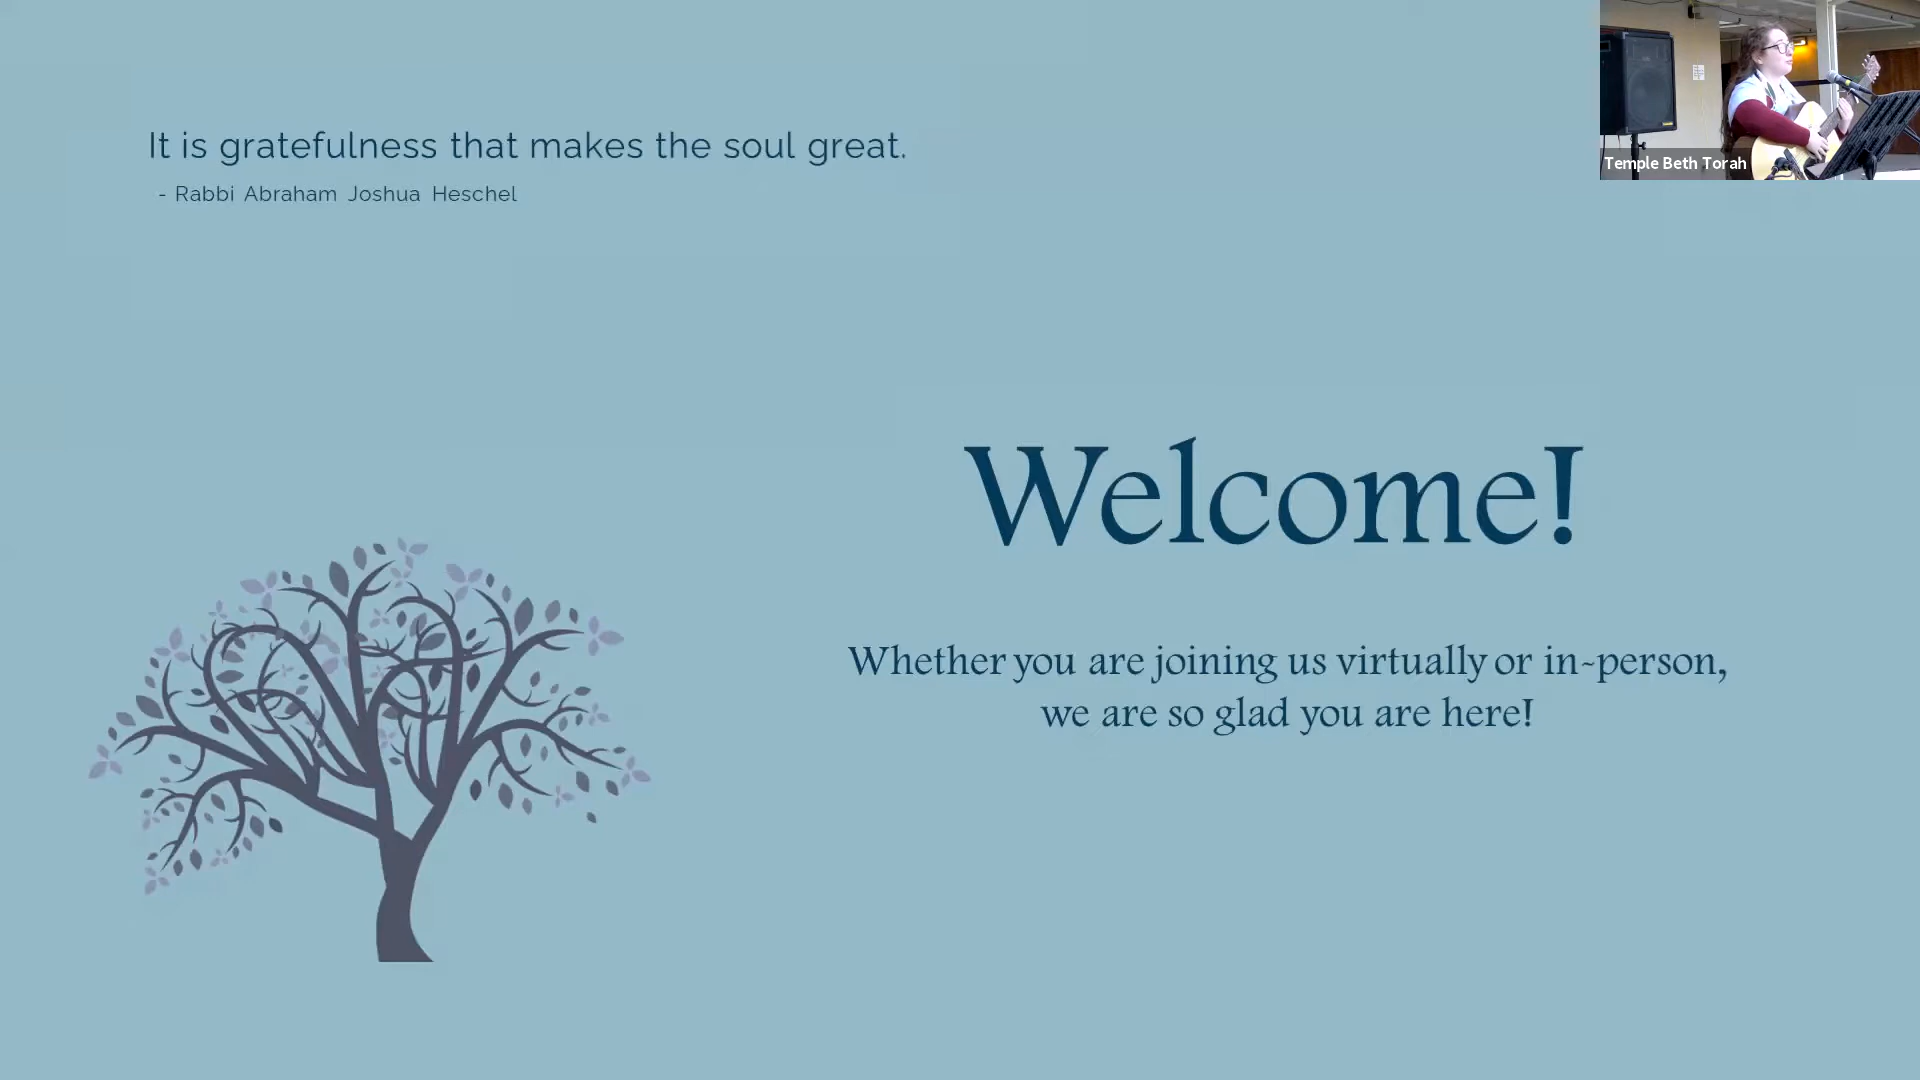 It is gratefulness that makes the soul great.
- Rabbi Abraham Joshua Heschel
Temple Beth Torah
Welcome!
Whether you are joining us virtually or in-person,
we are so glad you are here!